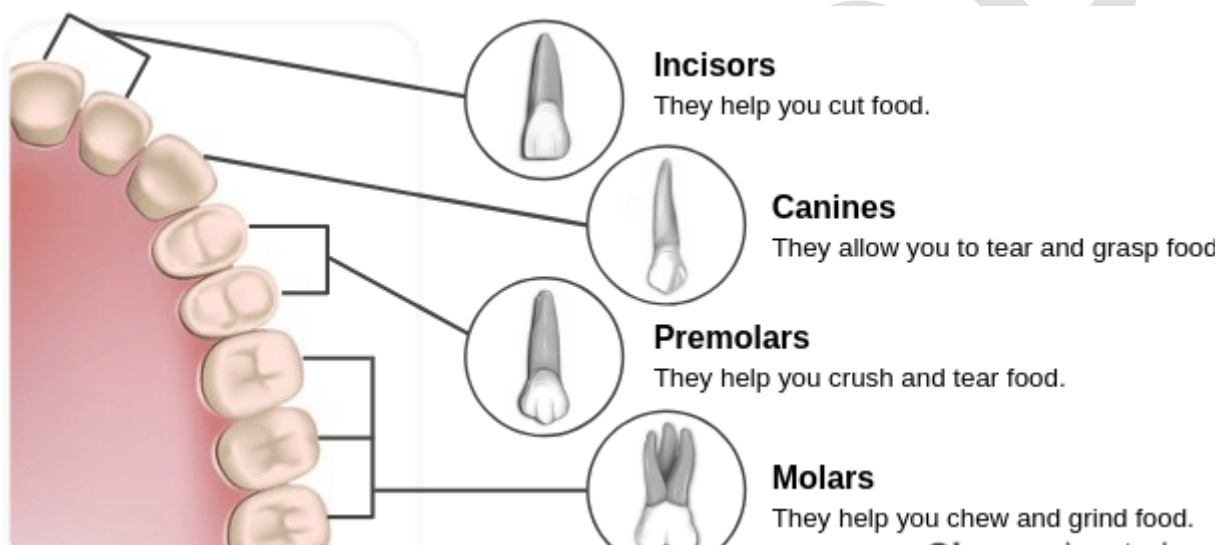 Incisors
They help you cut food.
Canines
They allow you to tear and grasp food
Premolars
They help you crush and tear food.
Molars
They help you chew and grind food.